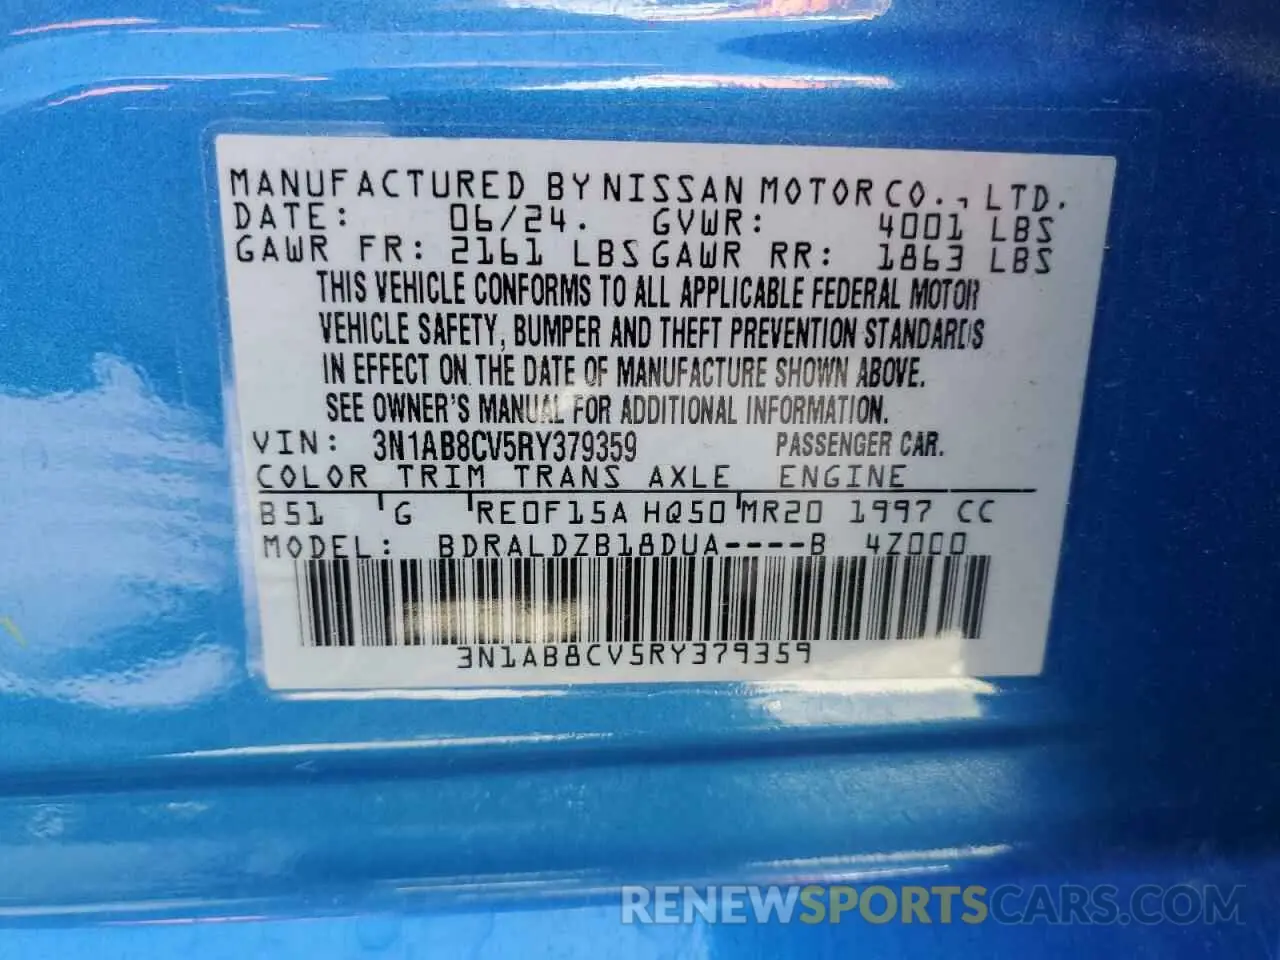 MANUFACTURED BY NISSAN MOTOR CO., LTD.
DATE: 06/24. GVWR: 4001 LBS
GAWR FR: 2161 LBS GAWR RR: 1863 LBS
THIS VEHICLE CONFORMS TO ALL APPLICABLE FEDERAL MOTOR
VEHICLE SAFETY, BUMPER AND THEFT PREVENTION STANDARDS
IN EFFECT ON THE DATE OF MANUFACTURE SHOWN ABOVE.
SEE OWNER'S MANUAL FOR ADDITIONAL INFORMATION.
VIN: 3N1AB8CV5RY379359 PASSENGER CAR.
COLOR TRIM TRANS AXLE ENGINE
B51 G RE0F15A HQ50 MR20 1997 CC
MODEL: BDRALDZB18DUA----B 4Z000
3N1AB8CV5RY379359
RENEWSPORTSCARS.COM